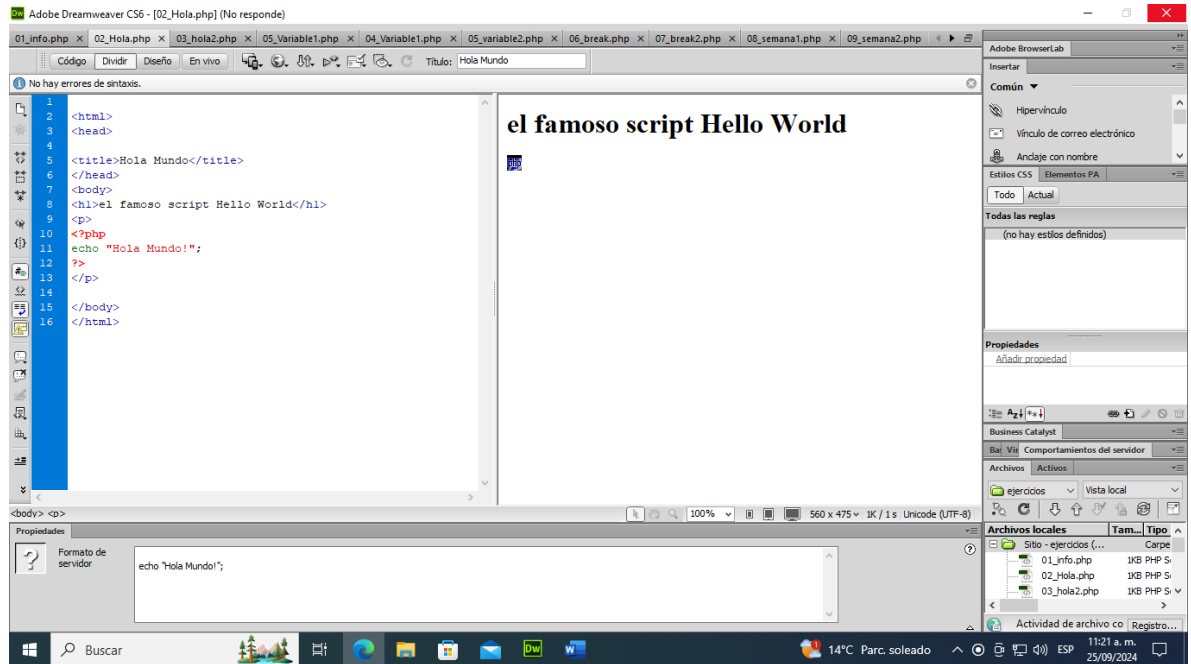 Dw Adobe Dreamweaver CS6 - [02_Hola.php] (No responde)
01_info.php 02_Hola.php 03_hola2.php 05_Variable1.php 04_Variable1.php 05_variable2.php 06_break.php 07_break2.php 08_semana1.php 09_semana2.php
Código Dividir Diseño En vivo Título: Hola Mundo
No hay errores de sintaxis.
1
2 <html>
3 <head>
4
5 <title>Hola Mundo</title>
6 </head>
7 <body>
8 <h1>el famoso script Hello World</h1>
9 <p>
10 <?php
11 echo "Hola Mundo!";
12 ?>
13 </p>
14
15 </body>
16 </html>
el famoso script Hello World
php
<body> <p>
100% 560 x 475 1K / 1 s Unicode (UTF-8)
Propiedades
Formato de
servidor
echo "Hola Mundo!";
Adobe BrowserLab
Insertar
Común
Hipervínculo
Vínculo de correo electrónico
Anclaje con nombre
Estilos CSS Elementos PA
Todo Actual
Todas las reglas
(no hay estilos definidos)
Propiedades
Añadir propiedad
Business Catalyst
Comportamientos del servidor
Archivos Activos
ejercicios Vista local
Archivos locales Tam... Tipo
Sitio - ejercicios (... Carpe
01_info.php 1KB PHP S
02_Hola.php 1KB PHP S
03_hola2.php 1KB PHP S
Actividad de archivo co Registro...
Buscar
Dw
W
14°C Parc. soleado
ESP
11:21 a. m.
25/09/2024